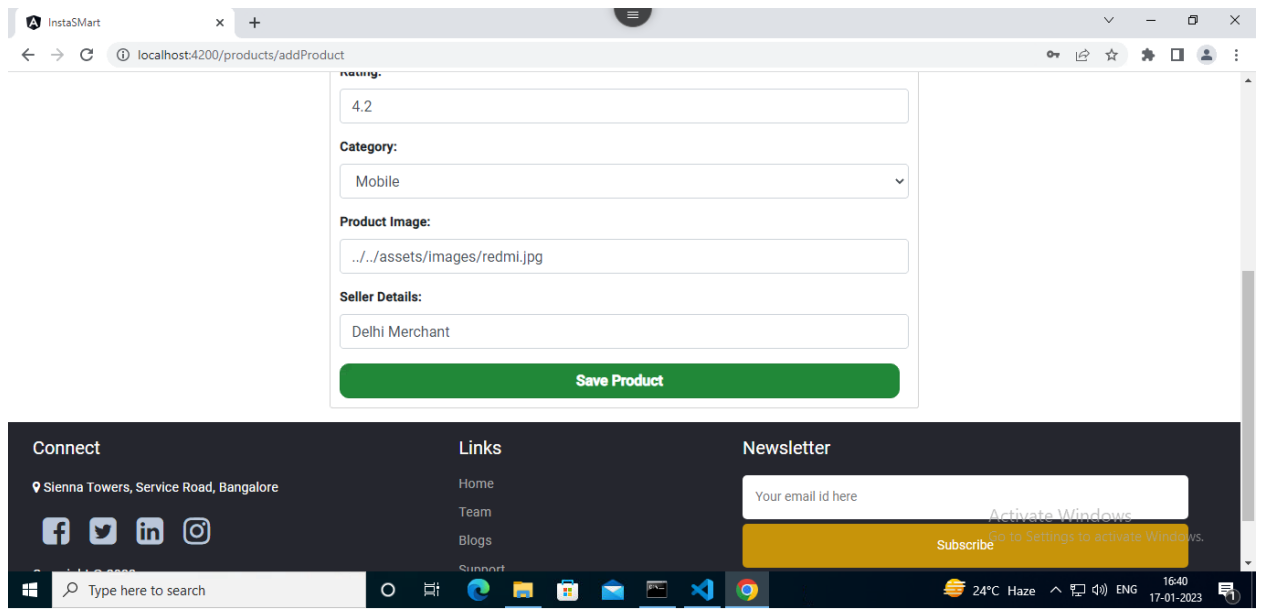 InstaSMart
localhost:4200/products/addProduct
Rating:
4.2
Category:
Mobile
Product Image:
../../assets/images/redmi.jpg
Seller Details:
Delhi Merchant
Save Product
Connect
Links
Newsletter
Sienna Towers, Service Road, Bangalore
Home
Your email id here
Team
Activate Windows
Go to Settings to activate Windows.
Blogs
Subscribe
Support
Type here to search
24°C Haze
ENG
16:40
17-01-2023
1